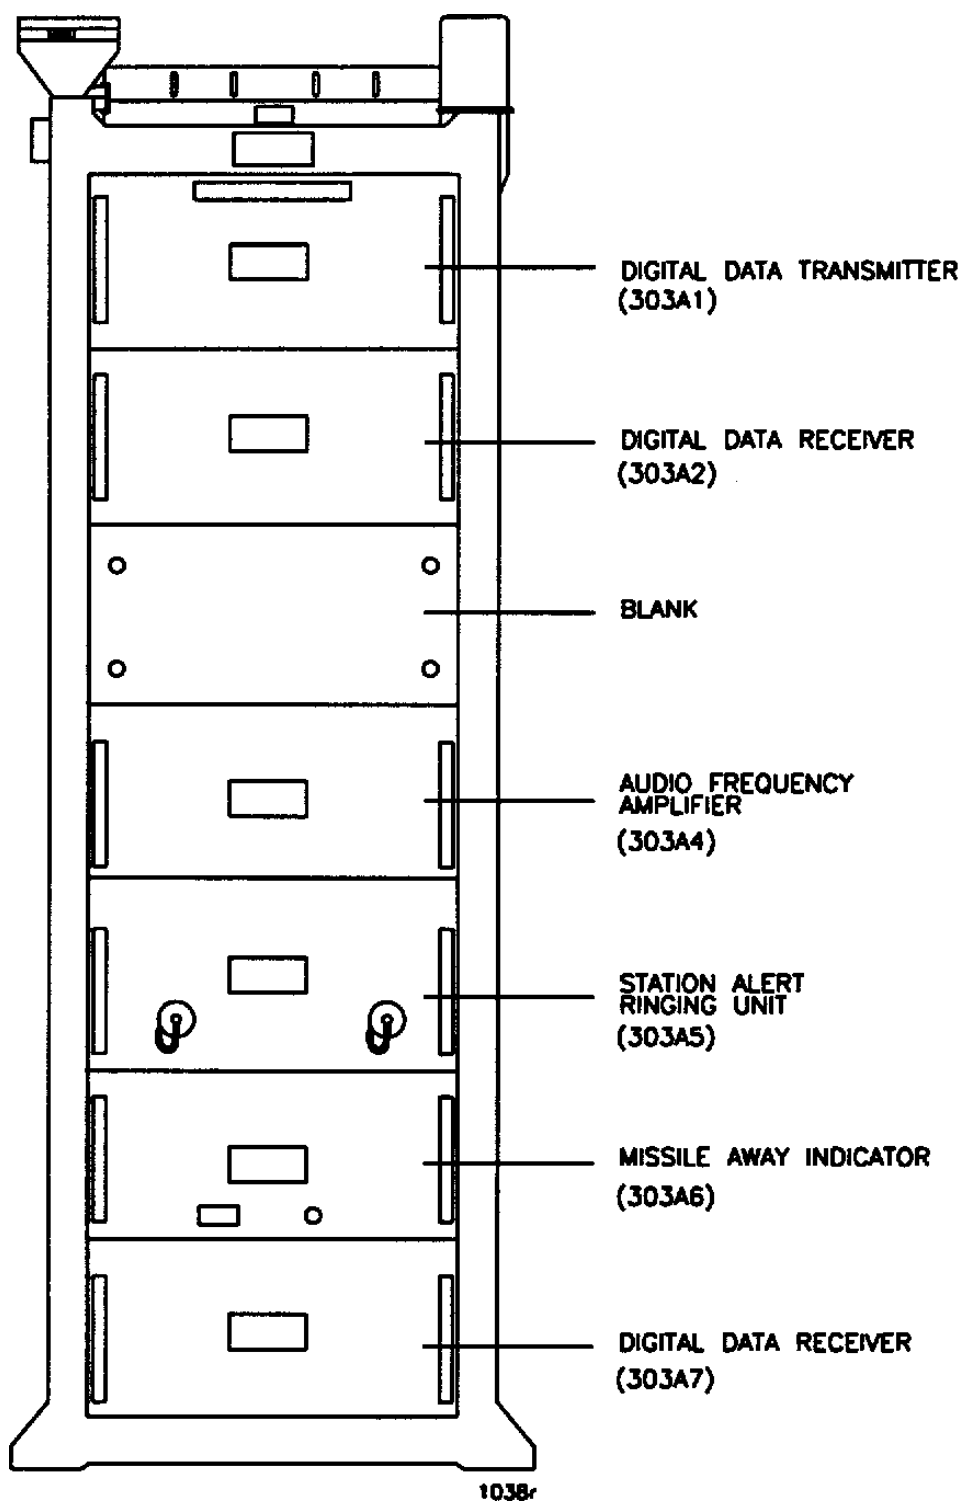 DIGITAL DATA TRANSMITTER
(303A1)
DIGITAL DATA RECEIVER
(303A2)
BLANK
AUDIO FREQUENCY
AMPLIFIER
(303A4)
STATION ALERT
RINGING UNIT
(303A5)
MISSILE AWAY INDICATOR
(303A6)
DIGITAL DATA RECEIVER
(303A7)
1038r